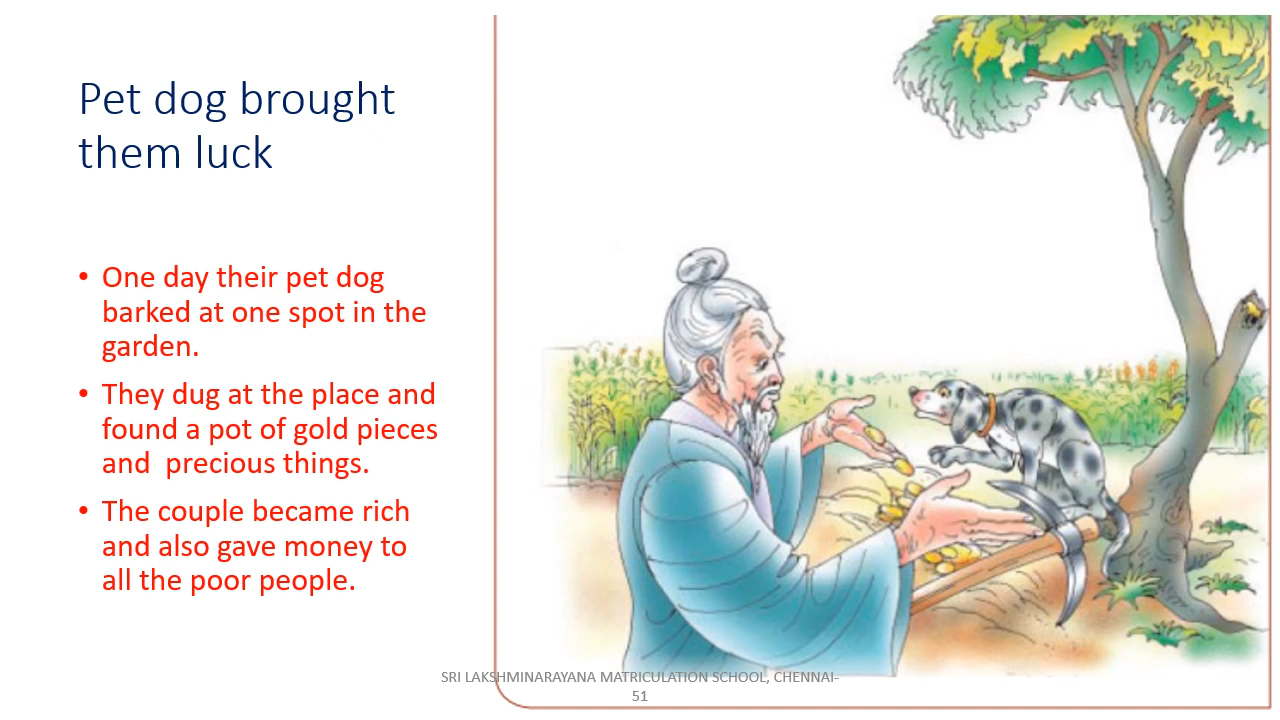 Pet dog brought
them luck
• One day their pet dog
barked at one spot in the
garden.
• They dug at the place and
found a pot of gold pieces
and  precious things.
• The couple became rich
and also gave money to
all the poor people.
SRI LAKSHMINARAYANA MATRICULATION SCHOOL, CHENNAI-
51